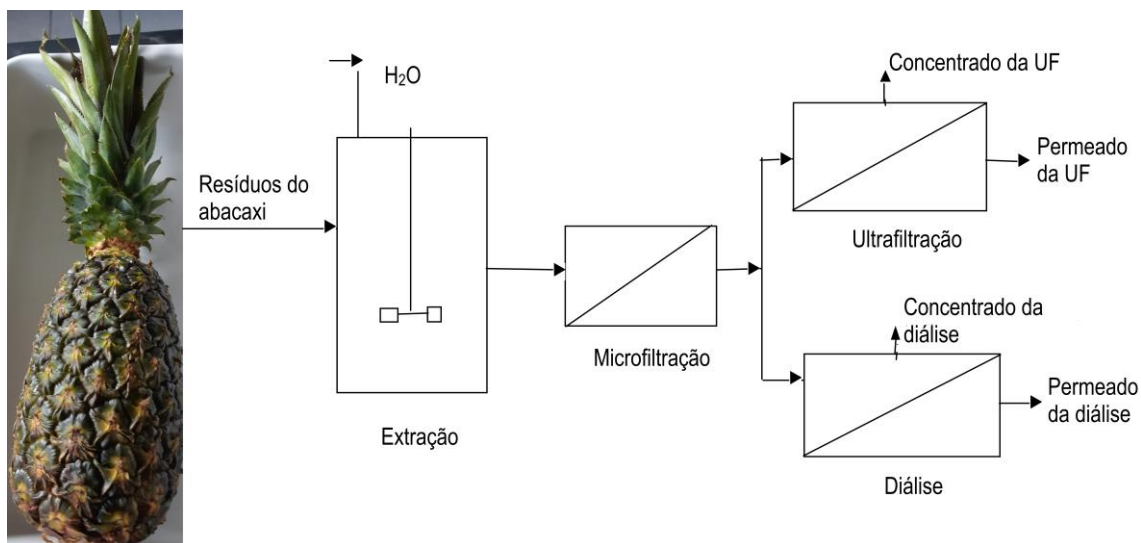 H₂O
Resíduos do
abacaxi
Extração
Microfiltração
Concentrado da UF
Permeado
da UF
Ultrafiltração
Concentrado da
diálise
Permeado
da diálise
Diálise